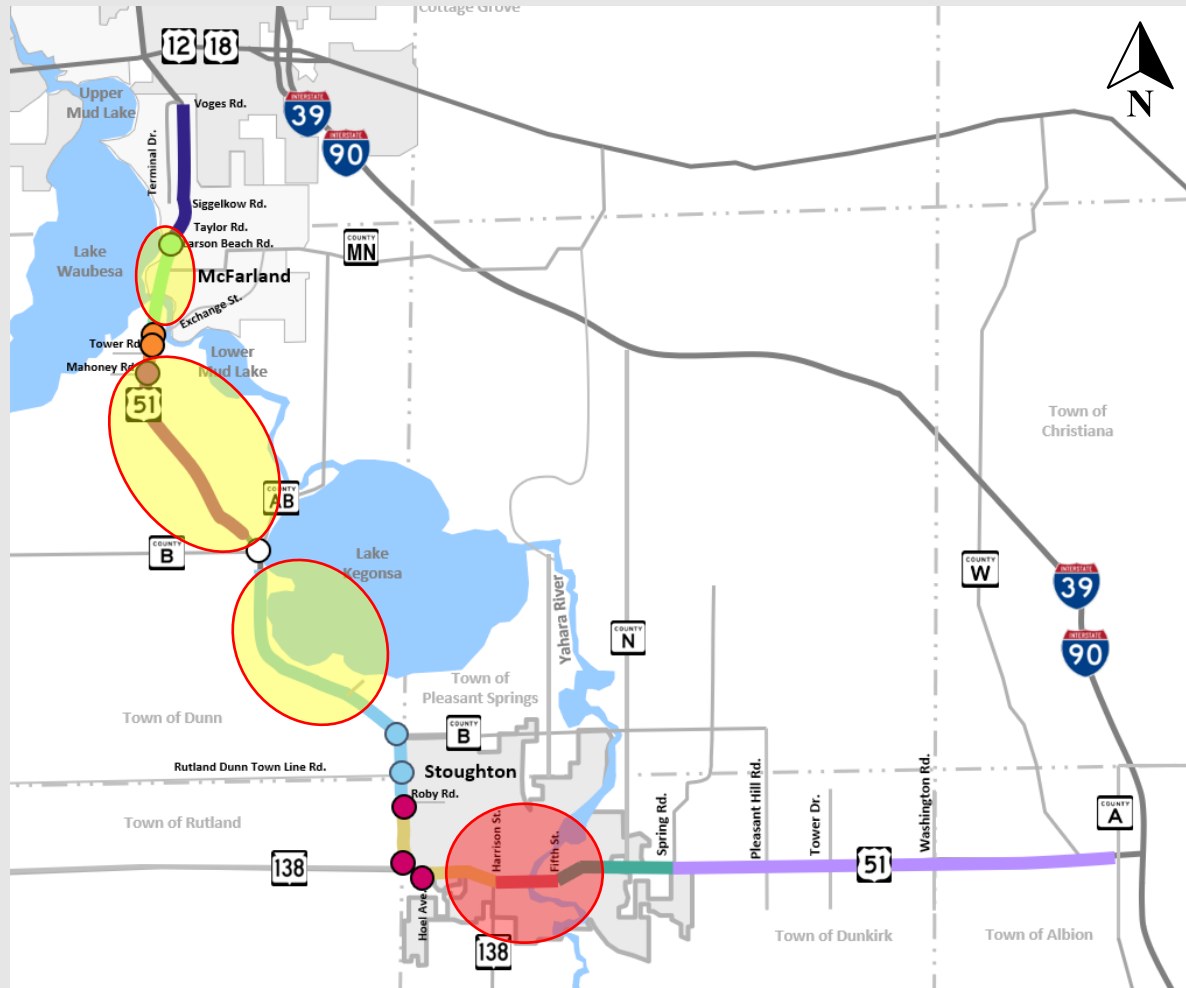 Cottage Grove
12
18
N
Upper
Mud Lake
Voges Rd.
INTERSTATE
39
INTERSTATE
90
Terminal Dr.
Siggelkow Rd.
Taylor Rd.
Larson Beach Rd.
Lake
Waubesa
COUNTY
MN
McFarland
Exchange St.
Tower Rd
Lower
Mud Lake
Mahoney Rd.
51
Town of
Christiana
COUNTY
AB
COUNTY
B
Lake
Kegonsa
COUNTY
W
INTERSTATE
39
Yahara River
COUNTY
N
INTERSTATE
90
Town of
Pleasant Springs
Town of Dunn
COUNTY
B
Rutland Dunn Town Line Rd.
Stoughton
Roby Rd.
Pleasant Hill Rd.
Washington Rd.
Town of Rutland
Harrison St.
Fifth St.
Spring Rd.
Tower Dr.
COUNTY
A
138
51
Hoel Ave.
138
Town of Dunkirk
Town of Albion